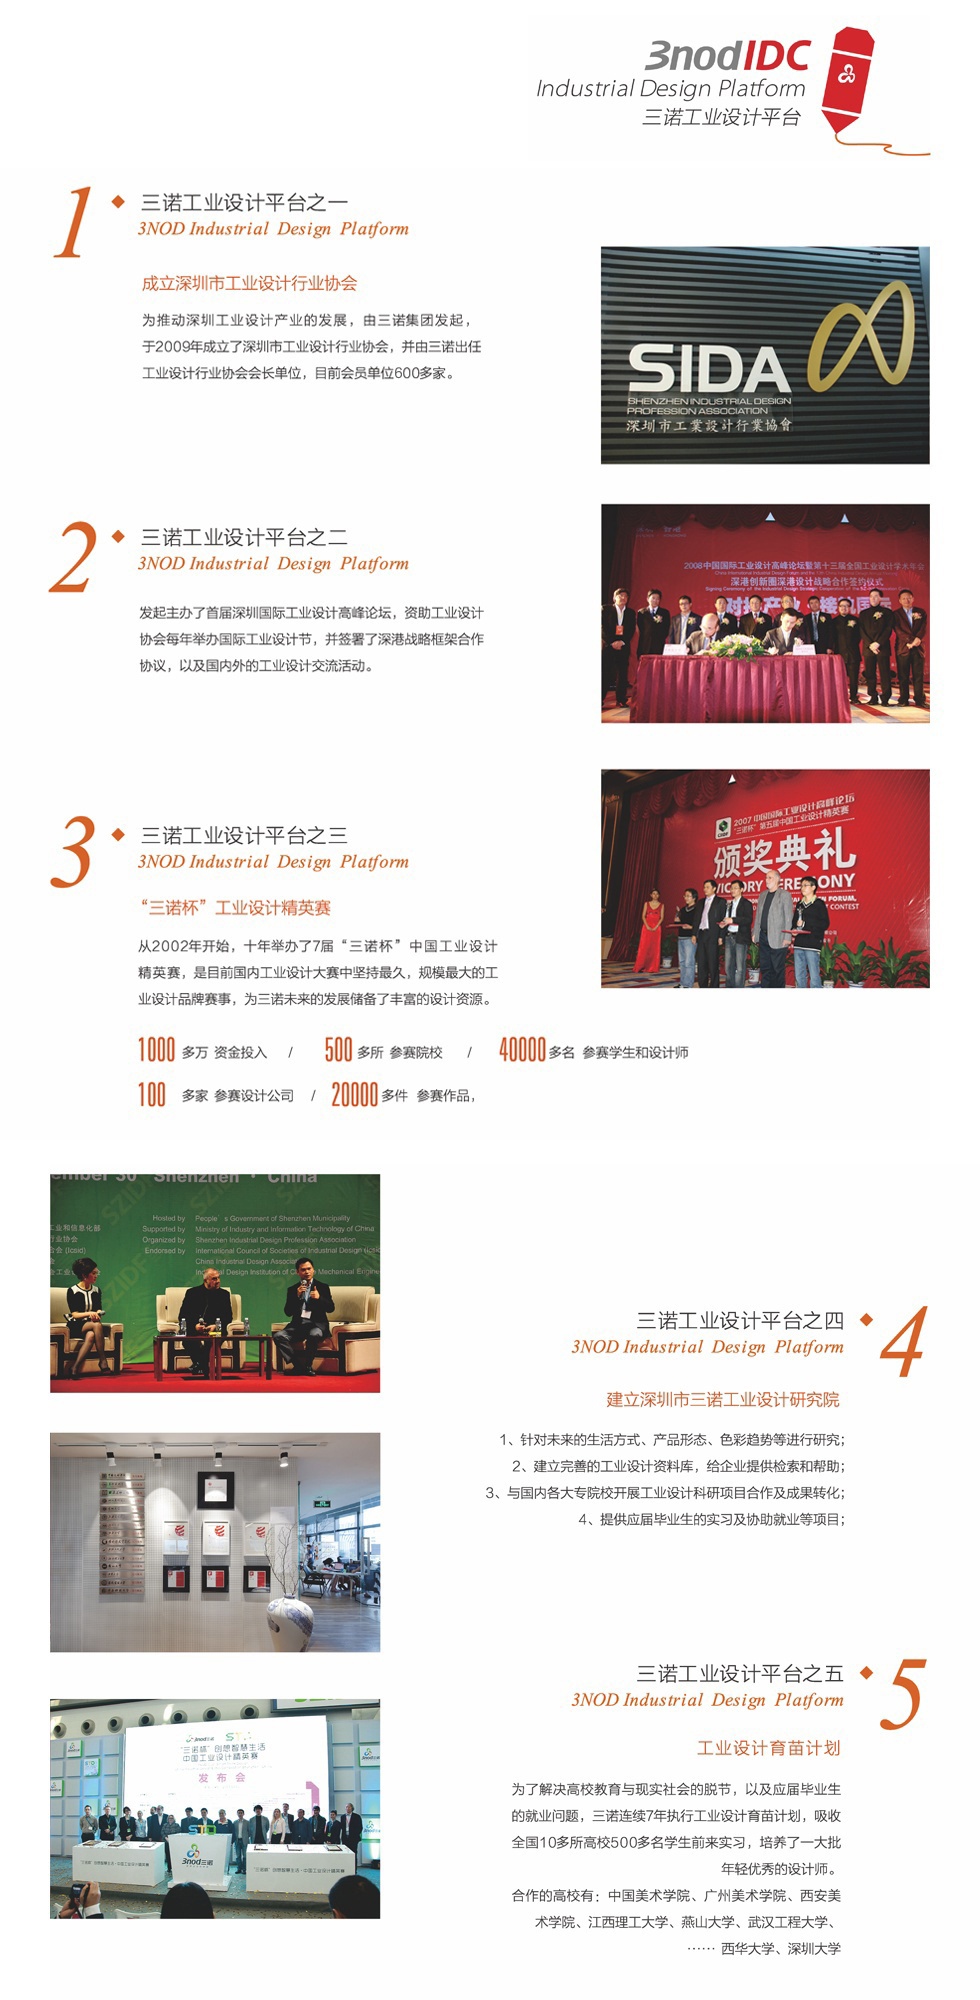 3nodIDC
Industrial Design Platform
三诺工业设计平台
1
三诺工业设计平台之一
3NOD Industrial Design Platform
成立深圳市工业设计行业协会
为推动深圳工业设计产业的发展，由三诺集团发起，
于2009年成立了深圳市工业设计行业协会，并由三诺出任
工业设计行业协会会长单位，目前会员单位600多家。
SIDA
SHENZHEN INDUSTRIAL DESIGN
PROFESSION ASSOCIATION
深圳市工業設計行業協會
2
三诺工业设计平台之二
3NOD Industrial Design Platform
发起主办了首届深圳国际工业设计高峰论坛，资助工业设计
协会每年举办国际工业设计节，并签署了深港战略框架合作
协议，以及国内外的工业设计交流活动。
2008中国国际工业设计高峰论坛暨第十三届全国工业设计学术年会
深港创新圈深港设计战略合作签约仪式
3
三诺工业设计平台之三
3NOD Industrial Design Platform
“三诺杯”工业设计精英赛
从2002年开始，十年举办了7届“三诺杯”中国工业设计
精英赛，是目前国内工业设计大赛中坚持最久，规模最大的工
业设计品牌赛事，为三诺未来的发展储备了丰富的设计资源。
2007 中国国际工业设计高峰论坛
“三诺杯”第五届中国工业设计精英赛
颁奖典礼
VICTORY CEREMONY
1000 多万 资金投入 / 500 多所 参赛院校 / 40000 多名 参赛学生和设计师
100 多家 参赛设计公司 / 20000 多件 参赛作品，
Shenzhen · China
Hosted by People's Government of Shenzhen Municipality
Supported by Ministry of Industry and Information Technology of China
Organized by Shenzhen Industrial Design Profession Association
Endorsed by International Council of Societies of Industrial Design (Icsid
China Industrial Design Associ
三诺工业设计平台之四
3NOD Industrial Design Platform
4
建立深圳市三诺工业设计研究院
1、针对未来的生活方式、产品形态、色彩趋势等进行研究；
2、建立完善的工业设计资料库，给企业提供检索和帮助；
3、与国内各大专院校开展工业设计科研项目合作及成果转化；
4、提供应届毕业生的实习及协助就业等项目；
三诺工业设计平台之五
3NOD Industrial Design Platform
5
工业设计育苗计划
为了解决高校教育与现实社会的脱节，以及应届毕业生
的就业问题，三诺连续7年执行工业设计育苗计划，吸收
全国10多所高校500多名学生前来实习，培养了一大批
年轻优秀的设计师。
合作的高校有：中国美术学院、广州美术学院、西安美
术学院、江西理工大学、燕山大学、武汉工程大学、
…… 西华大学、深圳大学
“三诺杯”创想智慧生活
中国工业设计精英赛
发布会
3nod三诺